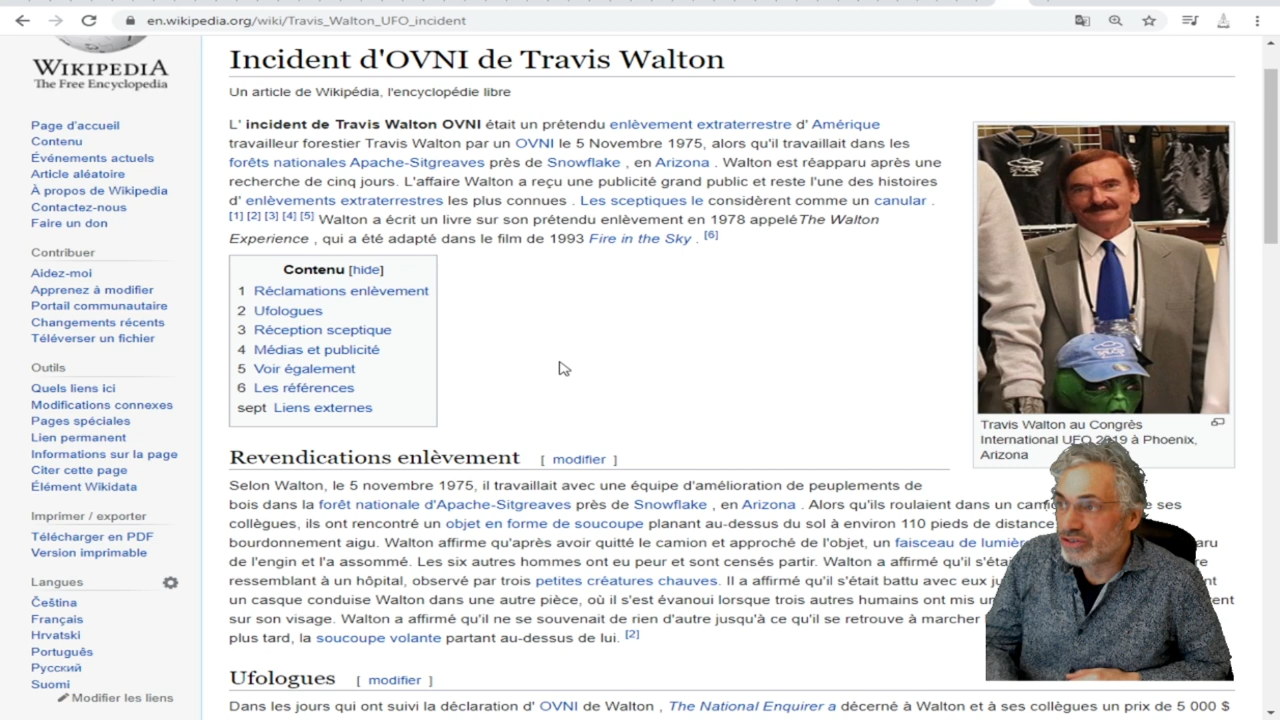 en.wikipedia.org/wiki/Travis_Walton_UFO_incident
WIKIPEDIA
The Free Encyclopedia
Page d'accueil
Contenu
Événements actuels
Article aléatoire
À propos de Wikipedia
Contactez-nous
Faire un don
Contribuer
Aidez-moi
Apprenez à modifier
Portail communautaire
Changements récents
Téléverser un fichier
Outils
Quels liens ici
Modifications connexes
Pages spéciales
Lien permanent
Informations sur la page
Citer cette page
Élément Wikidata
Imprimer / exporter
Télécharger en PDF
Version imprimable
Langues
Čeština
Français
Hrvatski
Português
Русский
Suomi
Modifier les liens
Incident d'OVNI de Travis Walton
Un article de Wikipédia, l'encyclopédie libre
L' incident de Travis Walton OVNI était un prétendu enlèvement extraterrestre d' Amérique
travailleur forestier Travis Walton par un OVNI le 5 Novembre 1975, alors qu'il travaillait dans les
forêts nationales Apache-Sitgreaves près de Snowflake , en Arizona . Walton est réapparu après une
recherche de cinq jours. L'affaire Walton a reçu une publicité grand public et reste l'une des histoires
d' enlèvements extraterrestres les plus connues . Les sceptiques le considèrent comme un canular .
[1] [2] [3] [4] [5] Walton a écrit un livre sur son prétendu enlèvement en 1978 appelé The Walton
Experience , qui a été adapté dans le film de 1993 Fire in the Sky . [6]
Contenu [hide]
1 Réclamations enlèvement
2 Ufologues
3 Réception sceptique
4 Médias et publicité
5 Voir également
6 Les références
sept Liens externes
Travis Walton au Congrès
International UFO 2019 à Phoenix,
Arizona
Revendications enlèvement [ modifier ]
Selon Walton, le 5 novembre 1975, il travaillait avec une équipe d'amélioration de peuplements de
bois dans la forêt nationale d'Apache-Sitgreaves près de Snowflake , en Arizona . Alors qu'ils roulaient dans un ses
collègues, ils ont rencontré un objet en forme de soucoupe planant au-dessus du sol à environ 110 pieds de distance
bourdonnement aigu. Walton affirme qu'après avoir quitté le camion et approché de l'objet, un faisceau de
de l'engin et l'a assommé. Les six autres hommes ont eu peur et sont censés partir. Walton a affirmé qu'il
ressemblant à un hôpital, observé par trois petites créatures chauves. Il a affirmé qu'il s'était battu avec eux
un casque conduise Walton dans une autre pièce, où il s'est évanoui lorsque trois autres humains ont mis
sur son visage. Walton a affirmé qu'il ne se souvenait de rien d'autre jusqu'à ce qu'il se retrouve à marcher
plus tard, la soucoupe volante partant au-dessus de lui. [2]
Ufologues [ modifier ]
Dans les jours qui ont suivi la déclaration d' OVNI de Walton , The National Enquirer a décerné à Walton et à ses collègues un prix de 5 000 $